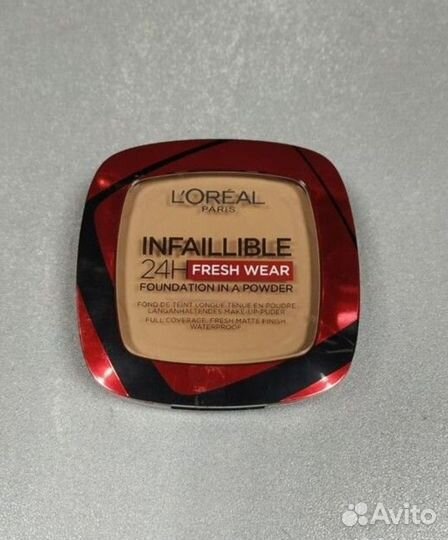 L'ORÉAL
PARIS
INFAILLIBLE
24H FRESH WEAR
FOUNDATION IN A POWDER
FOND DE TEINT LONGUE TENUE EN POUDRE
LANGANHALTENDES MAKE-UP-PUDER
FULL COVERAGE. FRESH MATTE FINISH
WATERPROOF
Avito